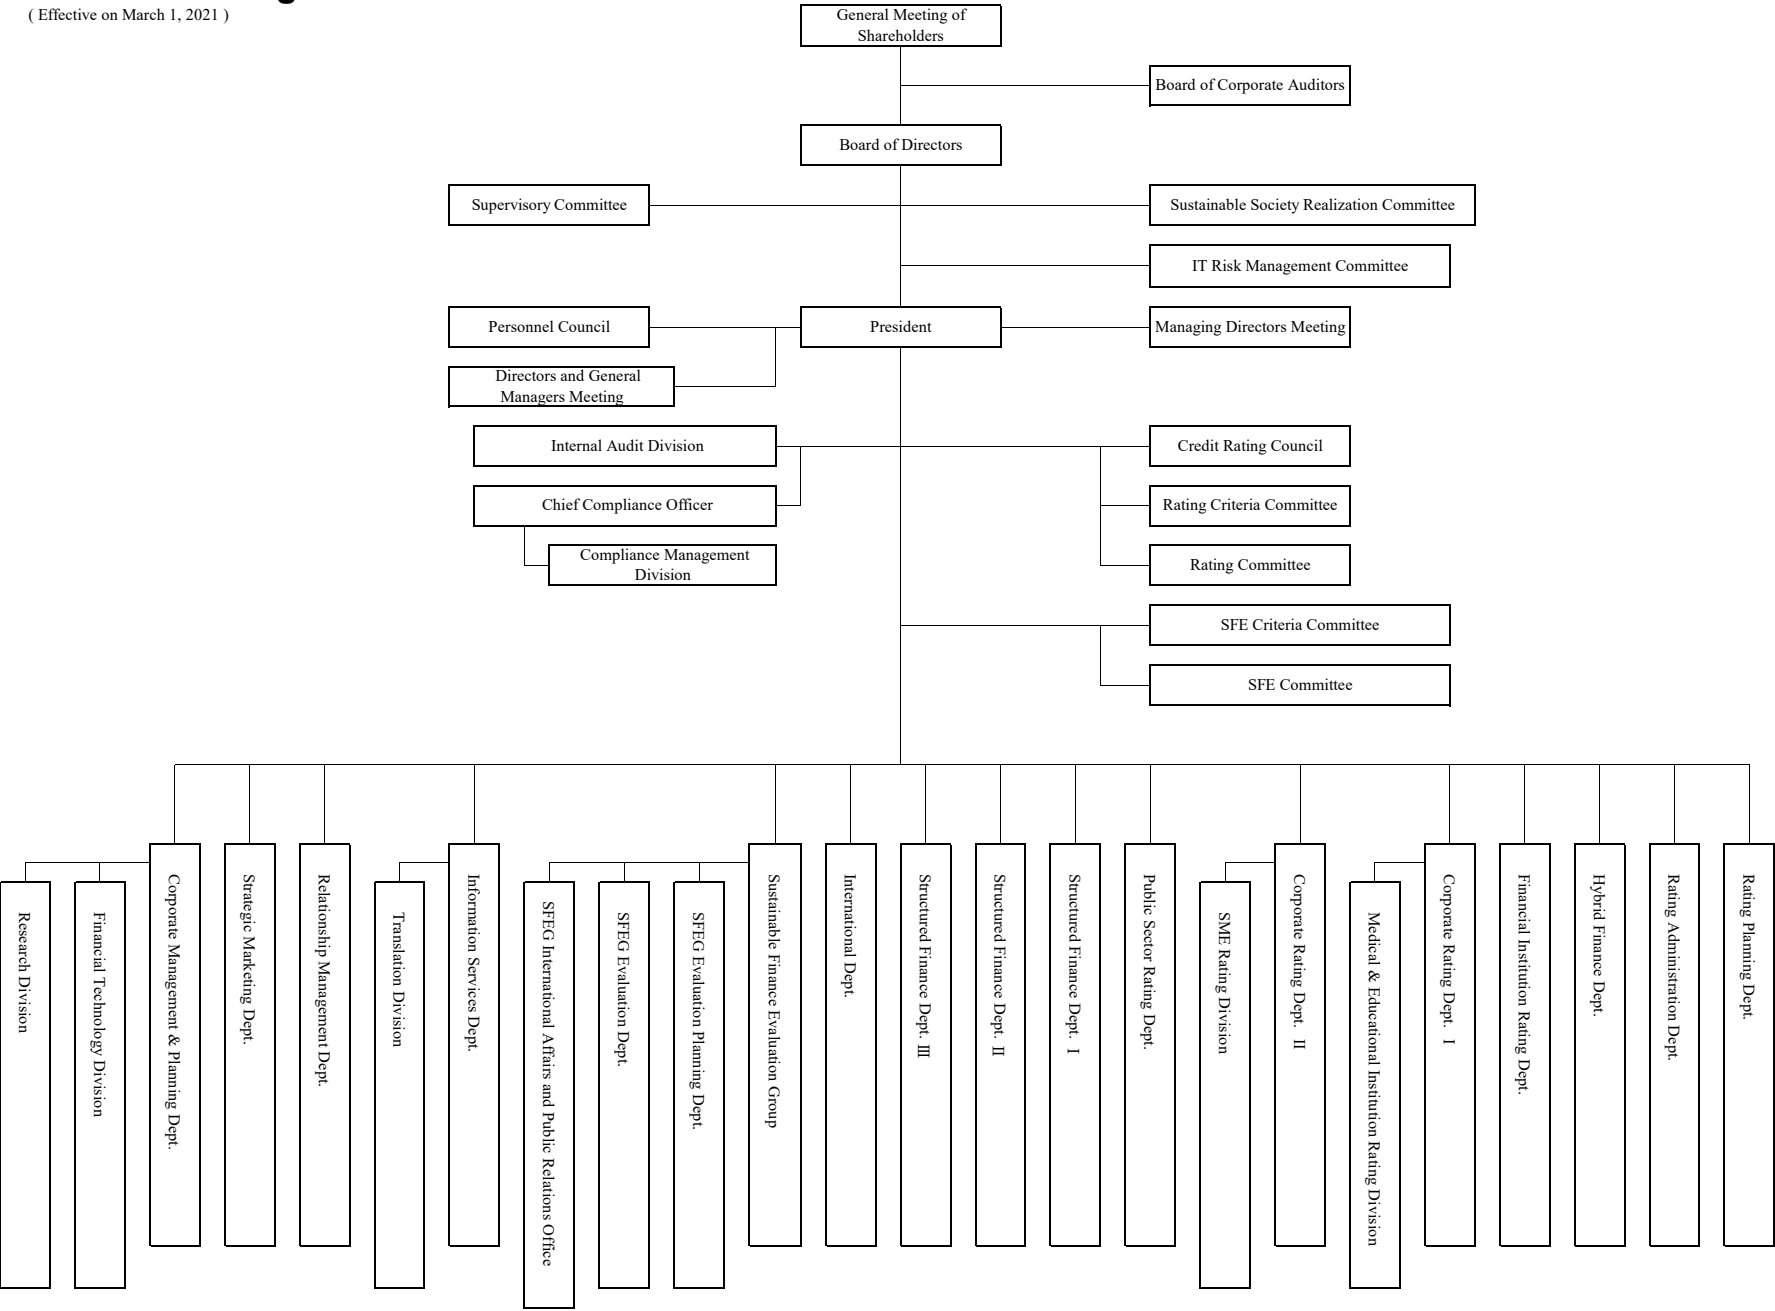 ( Effective on March 1, 2021 )
General Meeting of
Shareholders
Board of Corporate Auditors
Board of Directors
Supervisory Committee
Sustainable Society Realization Committee
IT Risk Management Committee
Personnel Council
President
Managing Directors Meeting
Directors and General
Managers Meeting
Internal Audit Division
Credit Rating Council
Chief Compliance Officer
Rating Criteria Committee
Compliance Management
Division
Rating Committee
SFE Criteria Committee
SFE Committee
Research Division
Financial Technology Division
Corporate Management & Planning Dept.
Strategic Marketing Dept.
Relationship Management Dept.
Translation Division
Information Services Dept.
SFEG International Affairs and Public Relations Office
SFEG Evaluation Dept.
SFEG Evaluation Planning Dept.
Sustainable Finance Evaluation Group
International Dept.
Structured Finance Dept. Ⅲ
Structured Finance Dept. Ⅱ
Structured Finance Dept. Ⅰ
Public Sector Rating Dept.
SME Rating Division
Corporate Rating Dept. Ⅱ
Medical & Educational Institution Rating Division
Corporate Rating Dept. Ⅰ
Financial Institution Rating Dept.
Hybrid Finance Dept.
Rating Administration Dept.
Rating Planning Dept.